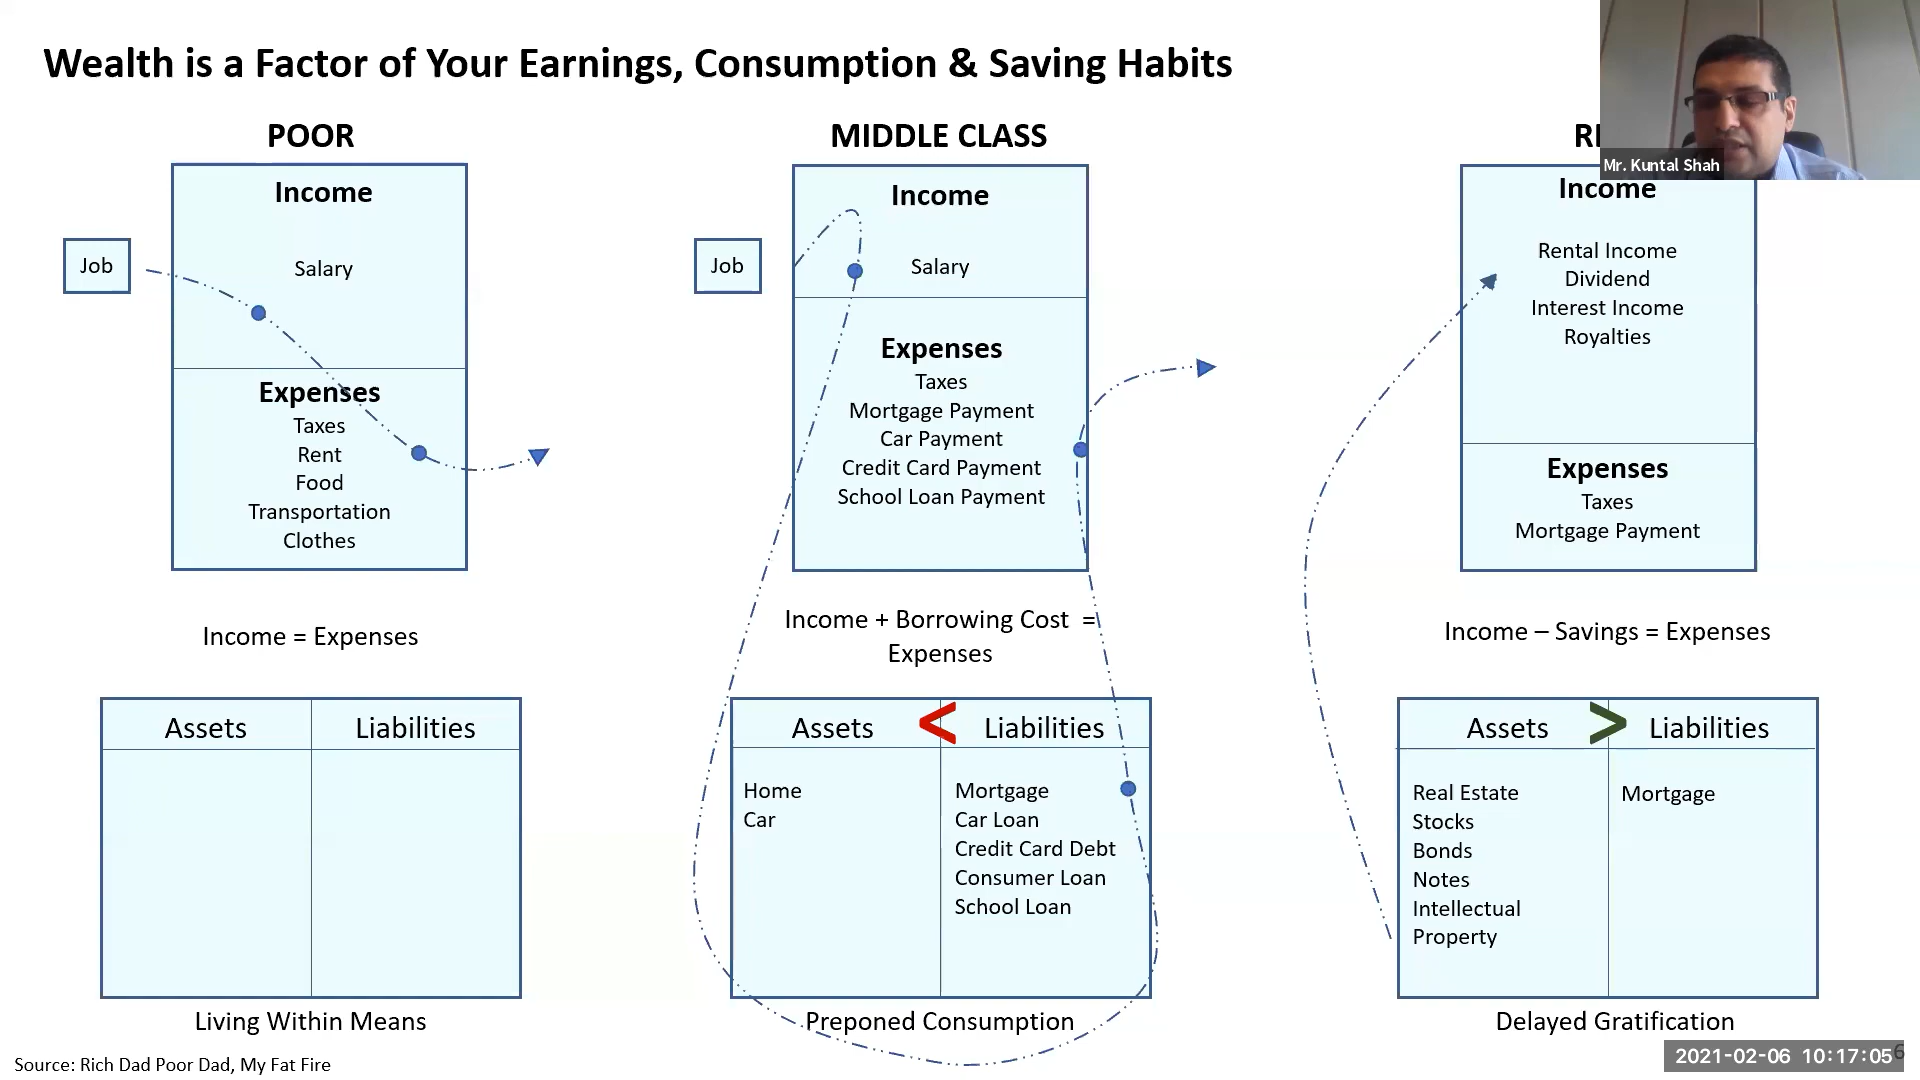 Wealth is a Factor of Your Earnings, Consumption & Saving Habits
Mr. Kuntal Shah
POOR
Income
Job
Salary
Expenses
Taxes
Rent
Food
Transportation
Clothes
Income = Expenses
Assets
Liabilities
Living Within Means
MIDDLE CLASS
Income
Job
Salary
Expenses
Taxes
Mortgage Payment
Car Payment
Credit Card Payment
School Loan Payment
Income + Borrowing Cost =
Expenses
Assets < Liabilities
Home
Car
Mortgage
Car Loan
Credit Card Debt
Consumer Loan
School Loan
Preponed Consumption
Income
Rental Income
Dividend
Interest Income
Royalties
Expenses
Taxes
Mortgage Payment
Income – Savings = Expenses
Assets > Liabilities
Real Estate
Stocks
Bonds
Notes
Intellectual
Property
Mortgage
Delayed Gratification
Source: Rich Dad Poor Dad, My Fat Fire
2021-02-06 10:17:05
6